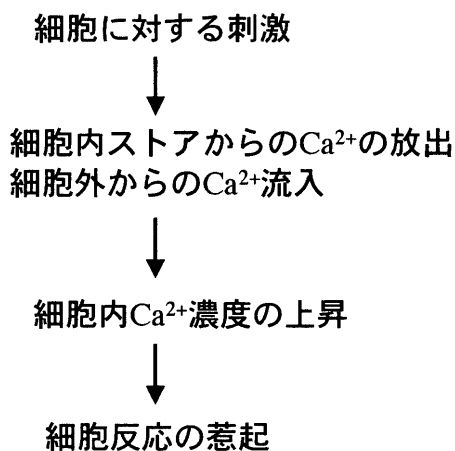 細胞に対する刺激
細胞内ストアからのCa²⁺の放出
細胞外からのCa²⁺流入
細胞内Ca²⁺濃度の上昇
細胞反応の惹起